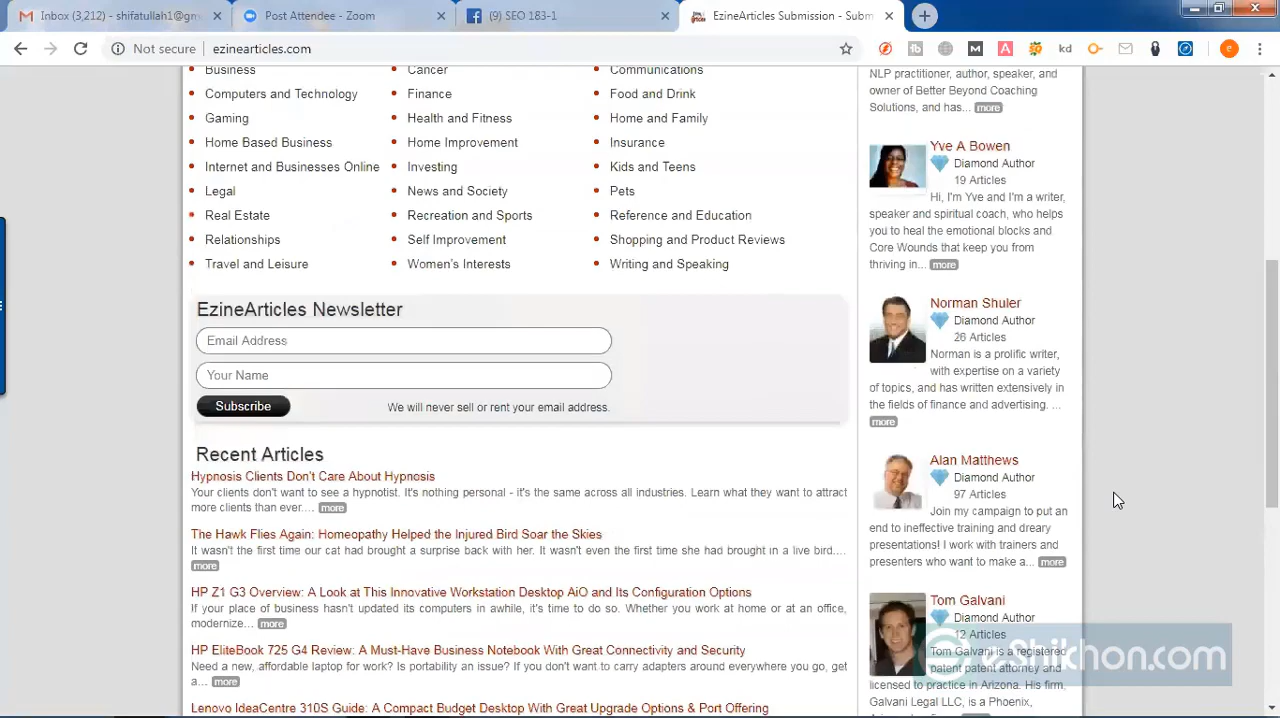 Inbox (3,212) - shifatullah1@gm
Post Attendee - Zoom
(9) SEO 183-1
EzineArticles Submission - Subm
Not secure
ezinearticles.com
Business
Cancer
Communications
Computers and Technology
Finance
Food and Drink
Gaming
Health and Fitness
Home and Family
Home Based Business
Home Improvement
Insurance
Internet and Businesses Online
Investing
Kids and Teens
Legal
News and Society
Pets
Real Estate
Recreation and Sports
Reference and Education
Relationships
Self Improvement
Shopping and Product Reviews
Travel and Leisure
Women's Interests
Writing and Speaking
EzineArticles Newsletter
Email Address
Your Name
Subscribe
We will never sell or rent your email address.
Recent Articles
Hypnosis Clients Don't Care About Hypnosis
Your clients don't want to see a hypnotist. It's nothing personal - it's the same across all industries. Learn what they want to attract
more clients than ever.... more
The Hawk Flies Again: Homeopathy Helped the Injured Bird Soar the Skies
It wasn't the first time our cat had brought a surprise back with her. It wasn't even the first time she had brought in a live bird....
more
HP Z1 G3 Overview: A Look at This Innovative Workstation Desktop AiO and Its Configuration Options
If your place of business hasn't updated its computers in awhile, it's time to do so. Whether you work at home or at an office,
modernize... more
HP EliteBook 725 G4 Review: A Must-Have Business Notebook With Great Connectivity and Security
Need a new, affordable laptop for work? Is portability an issue? If you don't want to carry adapters around everywhere you go, get
a... more
Lenovo IdeaCentre 310S Guide: A Compact Budget Desktop With Great Upgrade Options & Port Offering
NLP practitioner, author, speaker, and
owner of Better Beyond Coaching
Solutions, and has... more
Yve A Bowen
Diamond Author
19 Articles
Hi, I'm Yve and I'm a writer,
speaker and spiritual coach, who helps
you to heal the emotional blocks and
Core Wounds that keep you from
thriving in... more
Norman Shuler
Diamond Author
26 Articles
Norman is a prolific writer,
with expertise on a variety
of topics, and has written extensively in
the fields of finance and advertising. ...
more
Alan Matthews
Diamond Author
97 Articles
Join my campaign to put an
end to ineffective training and dreary
presentations! I work with trainers and
presenters who want to make a... more
Tom Galvani
Diamond Author
12 Articles
Tom Galvani is a registered
patent patent attorney and
licensed to practice in Arizona. His firm,
Galvani Legal LLC, is a Phoenix,